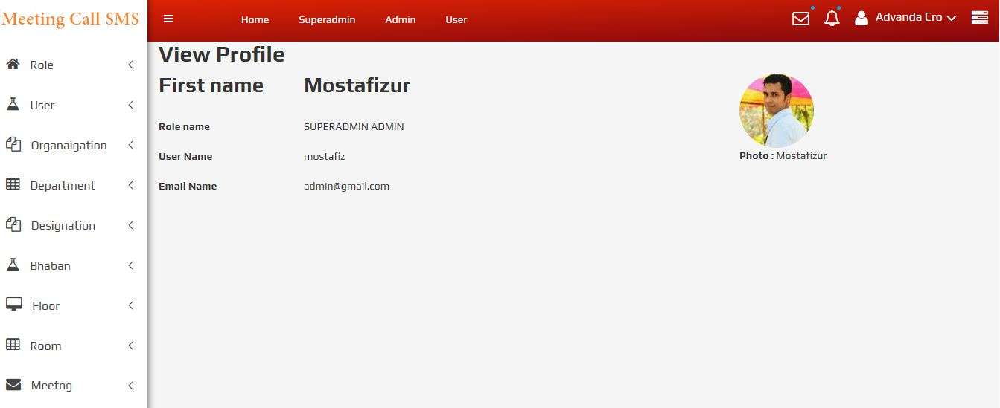 Meeting Call SMS
Home Superadmin Admin User Advanda Cro
Role
User
Organaigation
Department
Designation
Bhaban
Floor
Room
Meetng
View Profile
First name Mostafizur
Role name SUPERADMIN ADMIN
User Name mostafiz
Email Name admin@gmail.com
Photo : Mostafizur